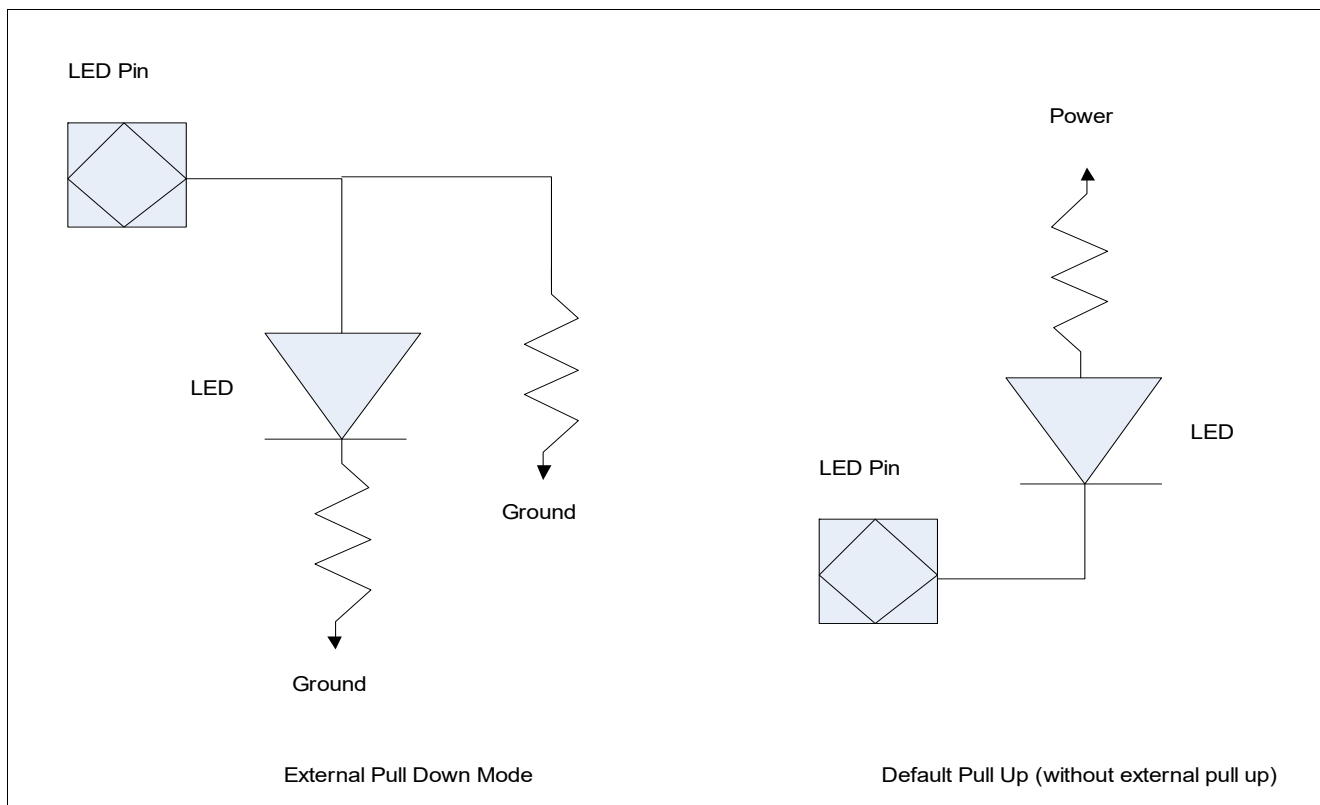 LED Pin
LED
Ground
Ground
External Pull Down Mode
Power
LED
LED Pin
Default Pull Up (without external pull up)